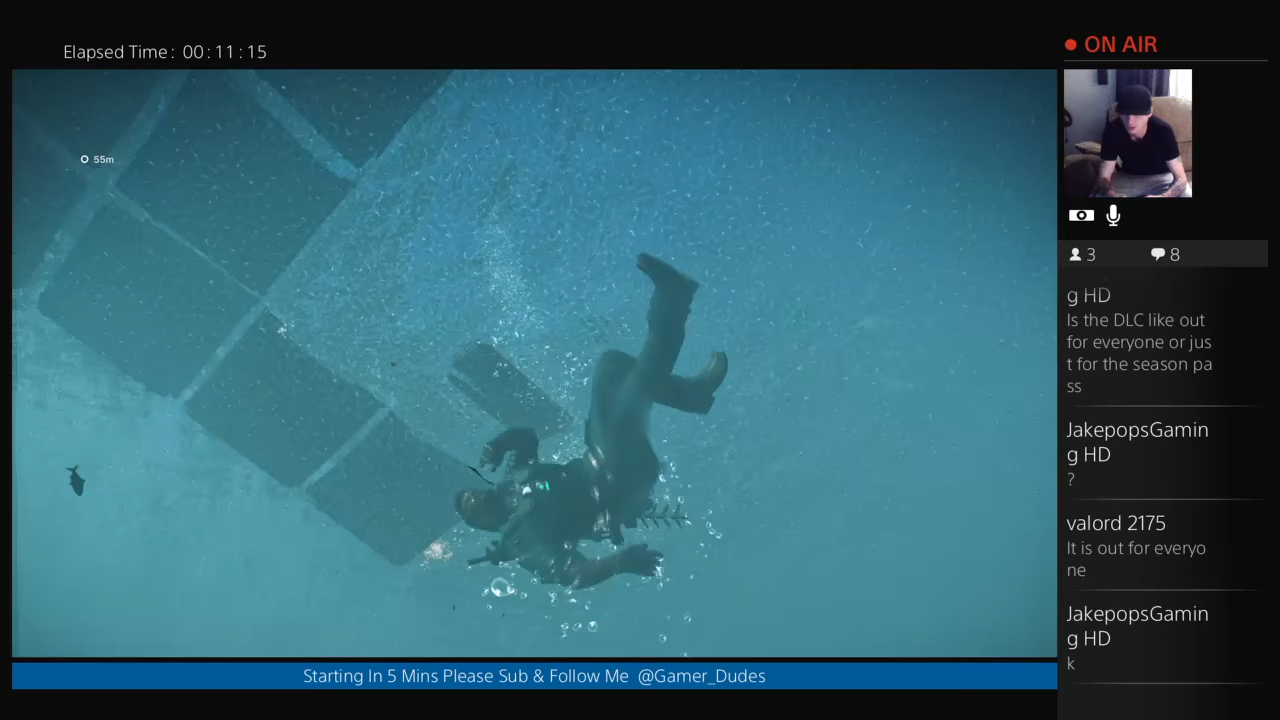 Elapsed Time: 00:11:15
ON AIR
55m
3
8
g HD
Is the DLC like out
for everyone or jus
t for the season pa
ss
JakepopsGamin
g HD
?
valord 2175
It is out for everyo
ne
JakepopsGamin
g HD
k
Starting In 5 Mins Please Sub & Follow Me @Gamer_Dudes